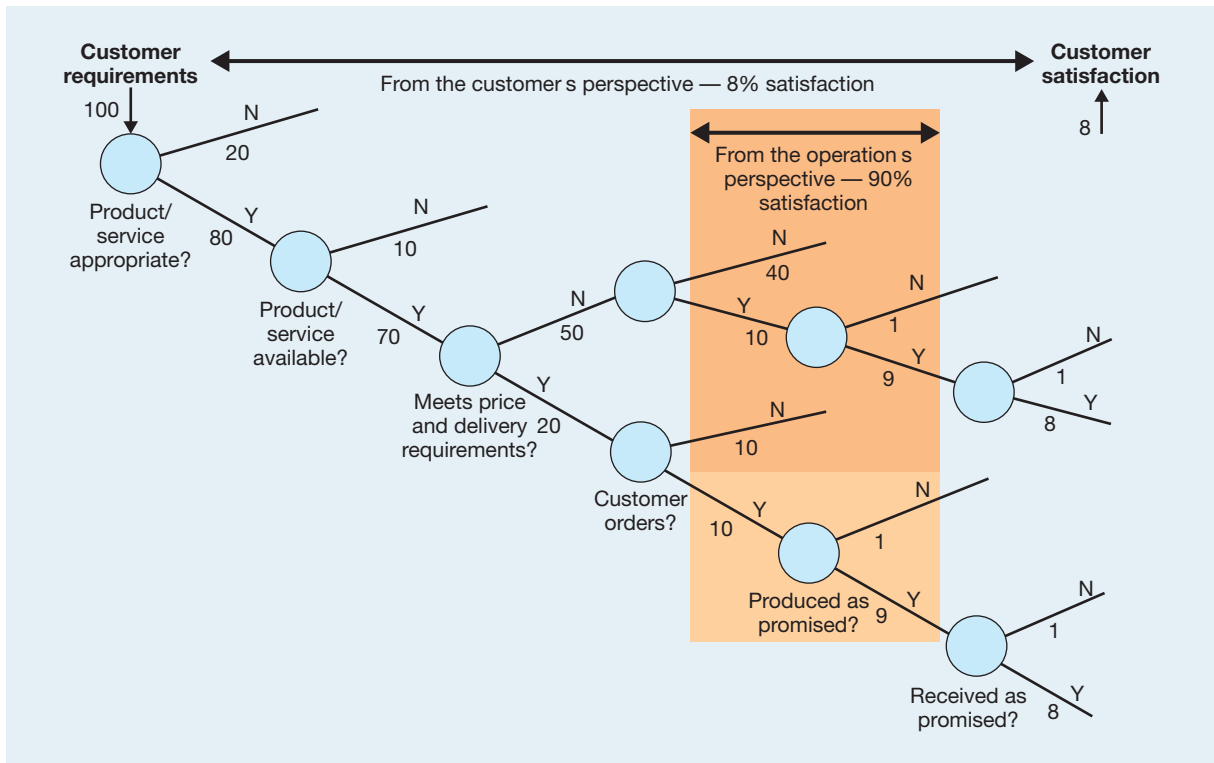 Customer
requirements
From the customer s perspective — 8% satisfaction
Customer
satisfaction
100
8
N
20
Product/
service
appropriate?
Y
80
N
10
Product/
service
available?
Y
70
From the operation s
perspective — 90%
satisfaction
N
50
Meets price
and delivery
requirements?
Y
20
N
40
Y
10
N
1
Y
9
N
1
Y
8
N
10
Customer
orders?
Y
10
N
1
Produced as
promised?
Y
9
N
1
Received as
promised?
Y
8